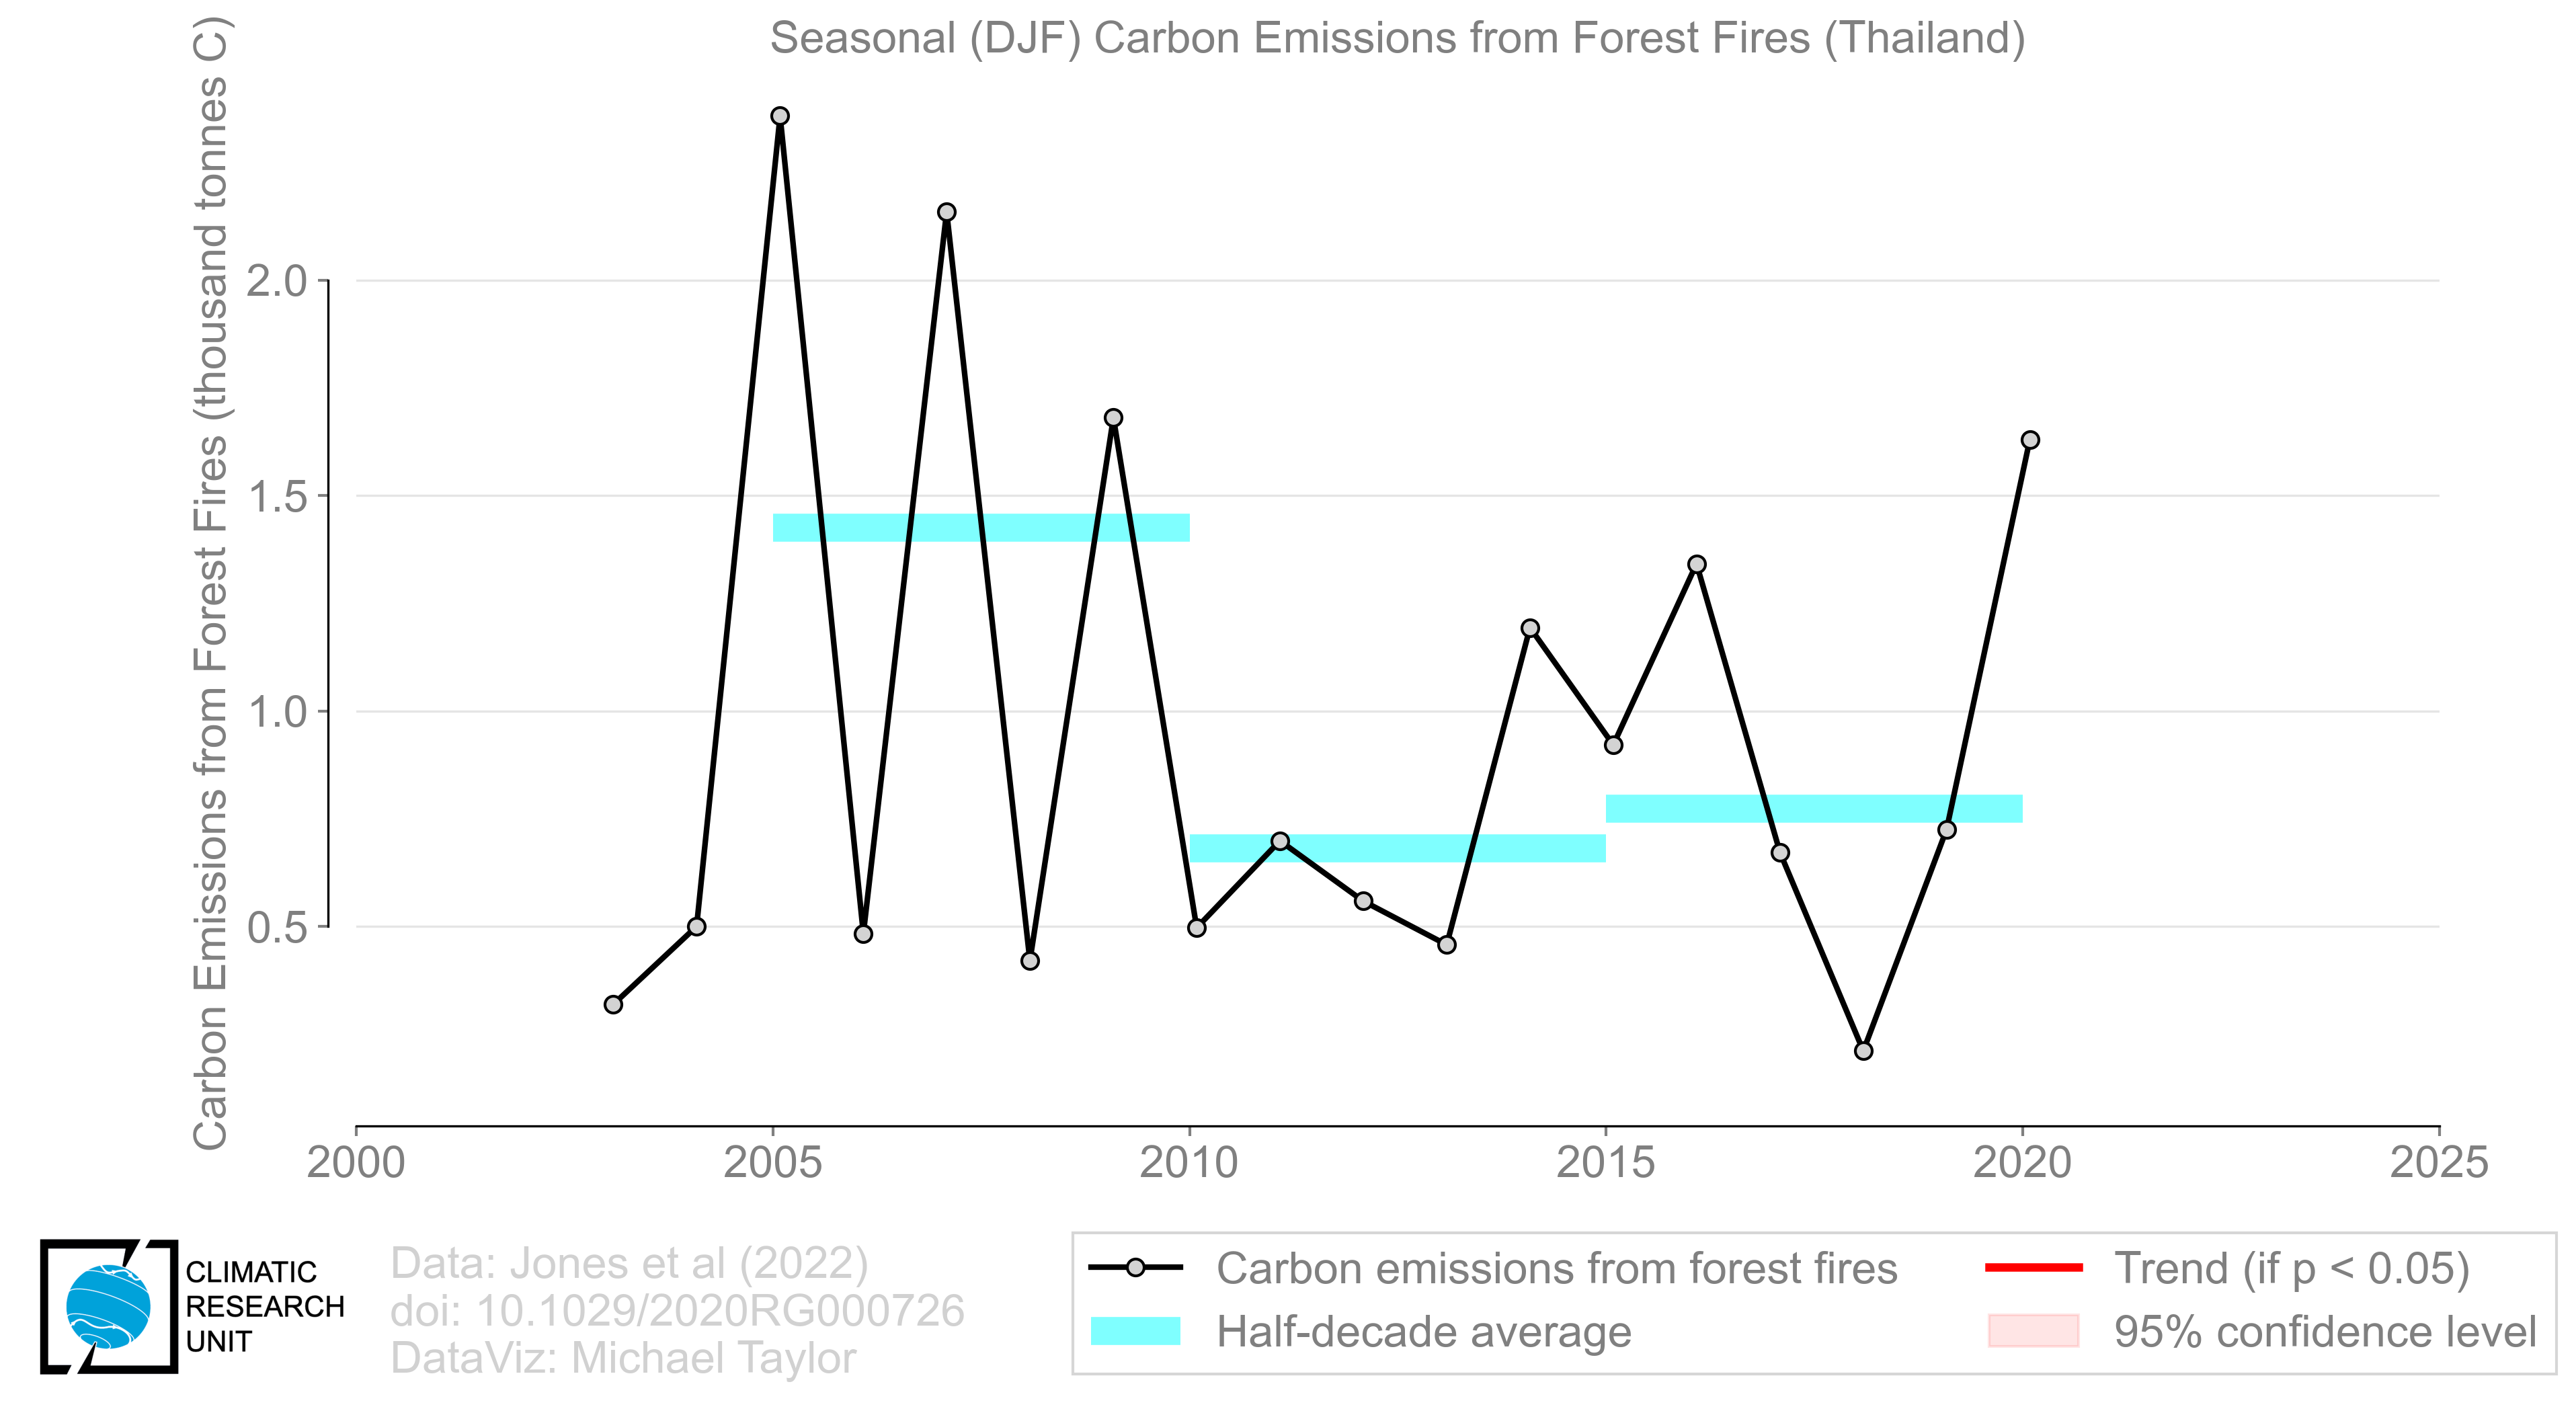 Seasonal (DJF) Carbon Emissions from Forest Fires (Thailand)
Carbon Emissions from Forest Fires (thousand tonnes C)
2.0
1.5
1.0
0.5
2000 2005 2010 2015 2020 2025
CLIMATIC
RESEARCH
UNIT
Data: Jones et al (2022)
doi: 10.1029/2020RG000726
DataViz: Michael Taylor
Carbon emissions from forest fires
Half-decade average
Trend (if p < 0.05)
95% confidence level